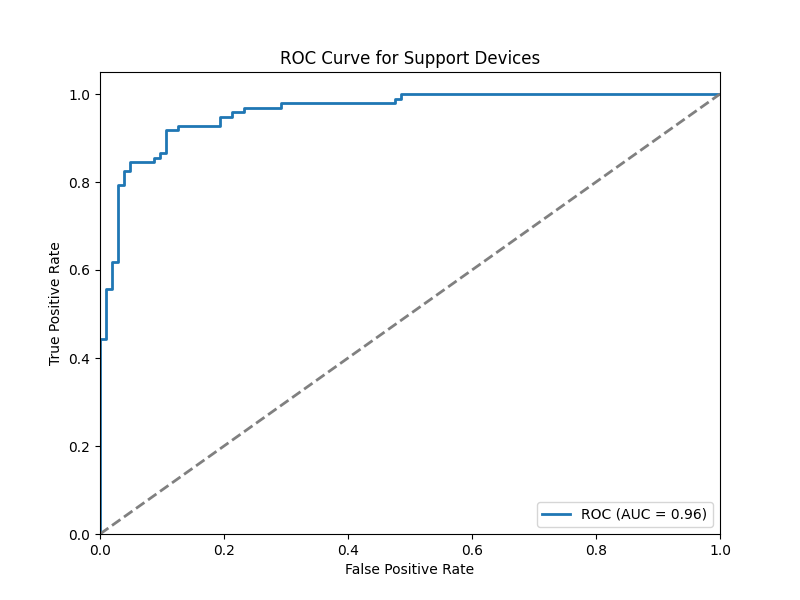 ROC Curve for Support Devices
True Positive Rate
1.0
0.8
0.6
0.4
0.2
0.0
ROC (AUC = 0.96)
0.0 0.2 0.4 0.6 0.8 1.0
False Positive Rate